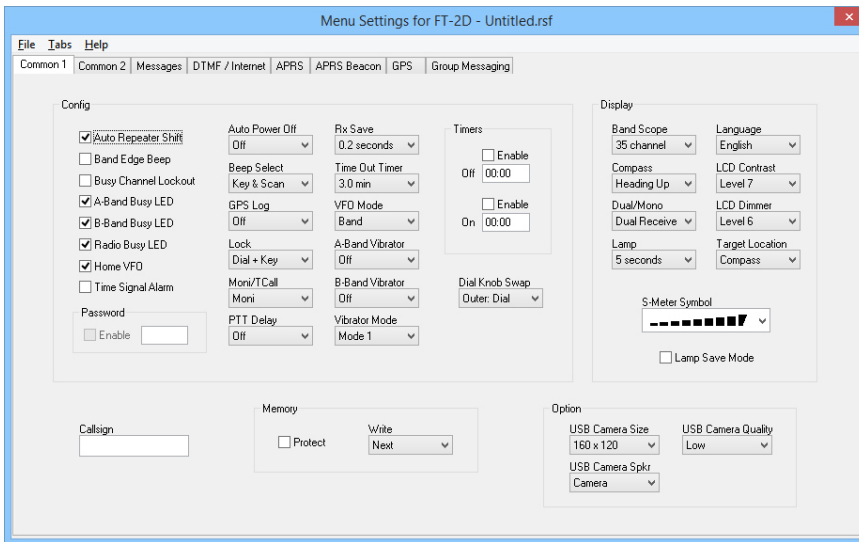 Menu Settings for FT-2D - Untitled.rsf
File Tabs Help
Common 1 Common 2 Messages DTMF / Internet APRS APRS Beacon GPS Group Messaging
Config
Auto Repeater Shift
Band Edge Beep
Busy Channel Lockout
A-Band Busy LED
B-Band Busy LED
Radio Busy LED
Home VFO
Time Signal Alarm
Password
Enable
Auto Power Off
Off
Beep Select
Key & Scan
GPS Log
Off
Lock
Dial + Key
Moni/TCall
Moni
PTT Delay
Off
Rx Save
0.2 seconds
Time Out Timer
3.0 min
VFO Mode
Band
A-Band Vibrator
Off
B-Band Vibrator
Off
Vibrator Mode
Mode 1
Timers
Enable
Off 00:00
Enable
On 00:00
Dial Knob Swap
Outer: Dial
Display
Band Scope
35 channel
Compass
Heading Up
Dual/Mono
Dual Receive
Lamp
5 seconds
Language
English
LCD Contrast
Level 7
LCD Dimmer
Level 6
Target Location
Compass
S-Meter Symbol
Lamp Save Mode
Callsign
Memory
Protect
Write
Next
Option
USB Camera Size
160 x 120
USB Camera Quality
Low
USB Camera Spkr
Camera